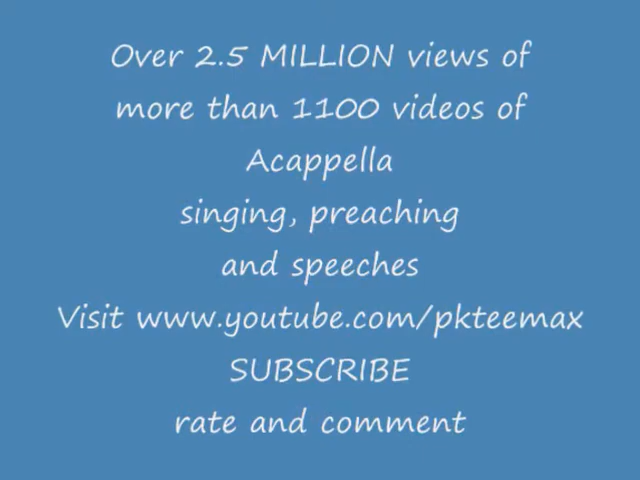 Over 2.5 MILLION views of
more than 1100 videos of
Acappella
singing, preaching
and speeches
Visit www.youtube.com/pkteemax
SUBSCRIBE
rate and comment